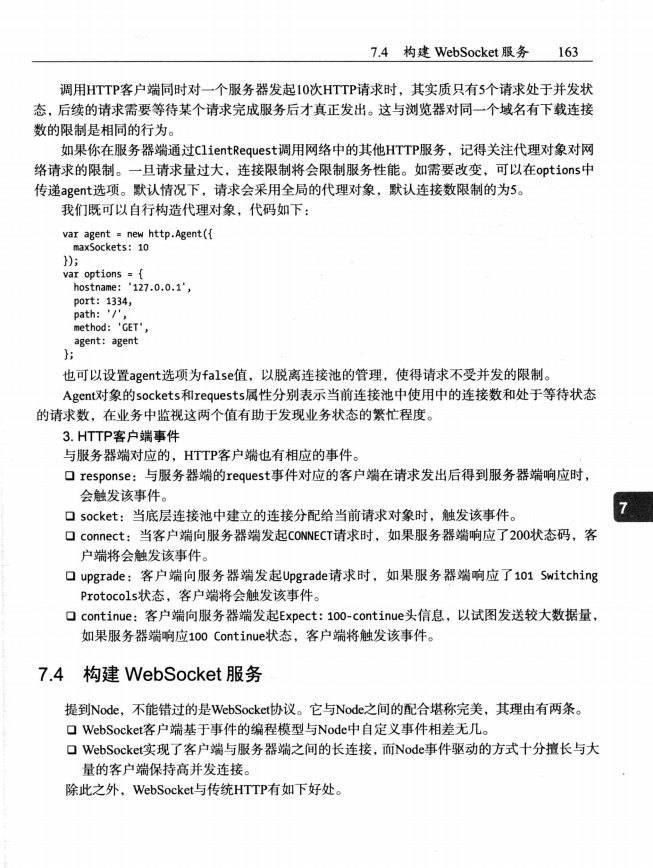 7.4 构建 WebSocket 服务 163
调用HTTP客户端同时对一个服务器发起10次HTTP请求时，其实质只有5个请求处于并发状
态，后续的请求需要等待某个请求完成服务后才真正发出。这与浏览器对同一个域名有下载连接
数的限制是相同的行为。
如果你在服务器端通过ClientRequest调用网络中的其他HTTP服务，记得关注代理对象对网
络请求的限制。一旦请求量过大，连接限制将会限制服务性能。如需要改变，可以在options中
传递agent选项。默认情况下，请求会采用全局的代理对象，默认连接数限制的为5。
我们既可以自行构造代理对象，代码如下：
var agent = new http.Agent({
maxSockets: 10
});
var options = {
hostname: '127.0.0.1',
port: 1334,
path: '/',
method: 'GET',
agent: agent
};
也可以设置agent选项为false值，以脱离连接池的管理，使得请求不受并发的限制。
Agent对象的sockets和requests属性分别表示当前连接池中使用中的连接数和处于等待状态
的请求数，在业务中监视这两个值有助于发现业务状态的繁忙程度。
3. HTTP客户端事件
与服务器端对应的，HTTP客户端也有相应的事件。
❑ response：与服务器端的request事件对应的客户端在请求发出后得到服务器端响应时，
会触发该事件。
7
❑ socket：当底层连接池中建立的连接分配给当前请求对象时，触发该事件。
❑ connect：当客户端向服务器端发起CONNECT请求时，如果服务器端响应了200状态码，客
户端将会触发该事件。
❑ upgrade：客户端向服务器端发起Upgrade请求时，如果服务器端响应了101 Switching
Protocols状态，客户端将会触发该事件。
❑ continue：客户端向服务器端发起Expect: 100-continue头信息，以试图发送较大数据量，
如果服务器端响应100 Continue状态，客户端将触发该事件。
7.4 构建 WebSocket 服务
提到Node，不能错过的是WebSocket协议。它与Node之间的配合堪称完美，其理由有两条。
❑ WebSocket客户端基于事件的编程模型与Node中自定义事件相差无几。
❑ WebSocket实现了客户端与服务器端之间的长连接，而Node事件驱动的方式十分擅长与大
量的客户端保持高并发连接。
除此之外，WebSocket与传统HTTP有如下好处。